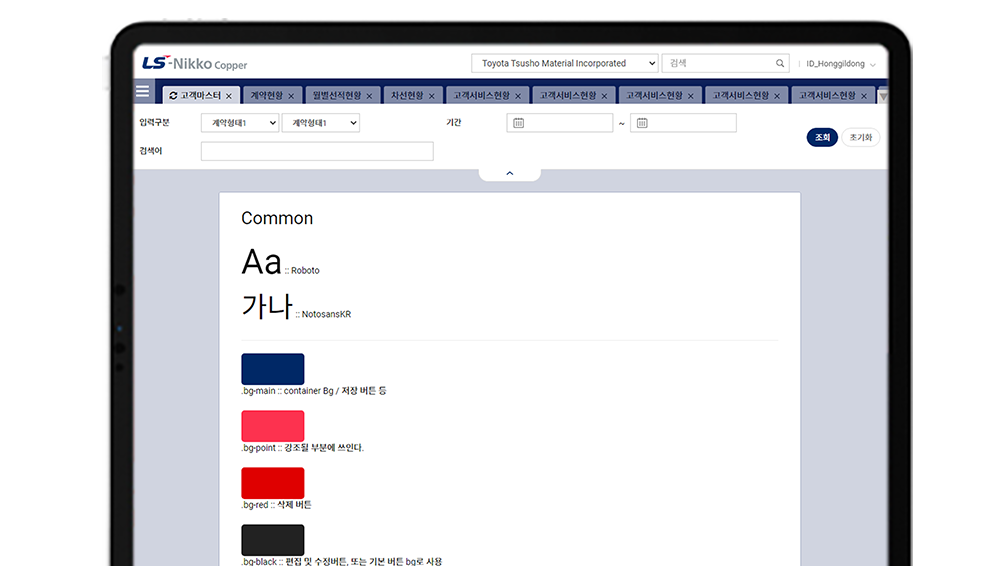 LS-Nikko Copper
Toyota Tsusho Material Incorporated
검색
ID_Honggildong
고객마스터 ×
계약현황 ×
월별선적현황 ×
차선현황 ×
고객서비스현황 ×
고객서비스현황 ×
고객서비스현황 ×
고객서비스현황 ×
고객서비스현황 ×
입력구분
계약형태1
계약형태1
기간
~
조회
초기화
검색어
Common
Aa :: Roboto
가나 :: NotosansKR
.bg-main :: container Bg / 저장 버튼 등
.bg-point :: 강조될 부분에 쓰인다.
.bg-red :: 삭제 버튼
.bg-black :: 편집 및 수정버튼, 또는 기본 버튼 bg로 사용